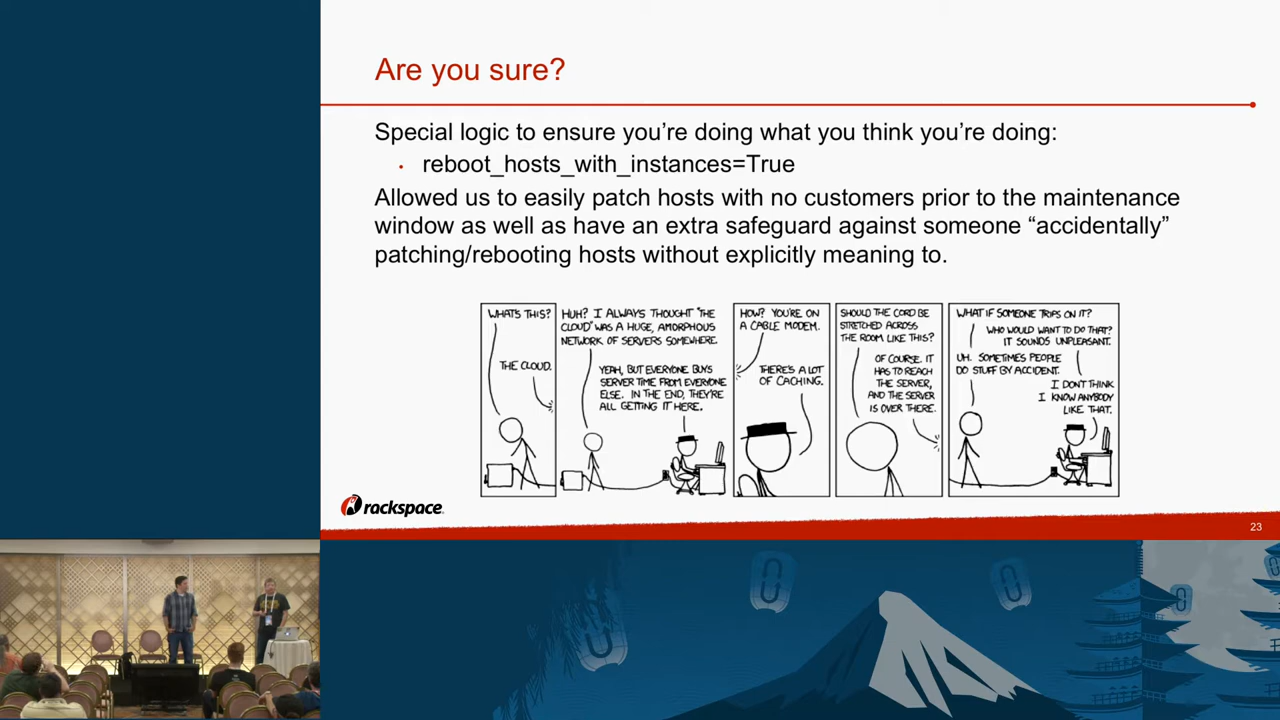 Are you sure?
Special logic to ensure you're doing what you think you're doing:
· reboot_hosts_with_instances=True
Allowed us to easily patch hosts with no customers prior to the maintenance
window as well as have an extra safeguard against someone “accidentally”
patching/rebooting hosts without explicitly meaning to.
WHAT'S THIS?
THE CLOUD.
HUH? I ALWAYS THOUGHT "THE
CLOUD" WAS A HUGE, AMORPHOUS
NETWORK OF SERVERS SOMEWHERE.
YEAH, BUT EVERYONE BUYS
SERVER TIME FROM EVERYONE
ELSE. IN THE END, THEY'RE
ALL GETTING IT HERE.
HOW? YOU'RE ON
A CABLE MODEM.
THERE'S A LOT
OF CACHING.
SHOULD THE CORD BE
STRETCHED ACROSS
THE ROOM LIKE THIS?
OF COURSE. IT
HAS TO REACH
THE SERVER,
AND THE SERVER
IS OVER THERE.
WHAT IF SOMEONE TRIPS ON IT?
WHO WOULD WANT TO DO THAT?
IT SOUNDS UNPLEASANT.
UH. SOMETIMES PEOPLE
DO STUFF BY ACCIDENT.
I DON'T THINK
I KNOW ANYBODY
LIKE THAT.
rackspace
23